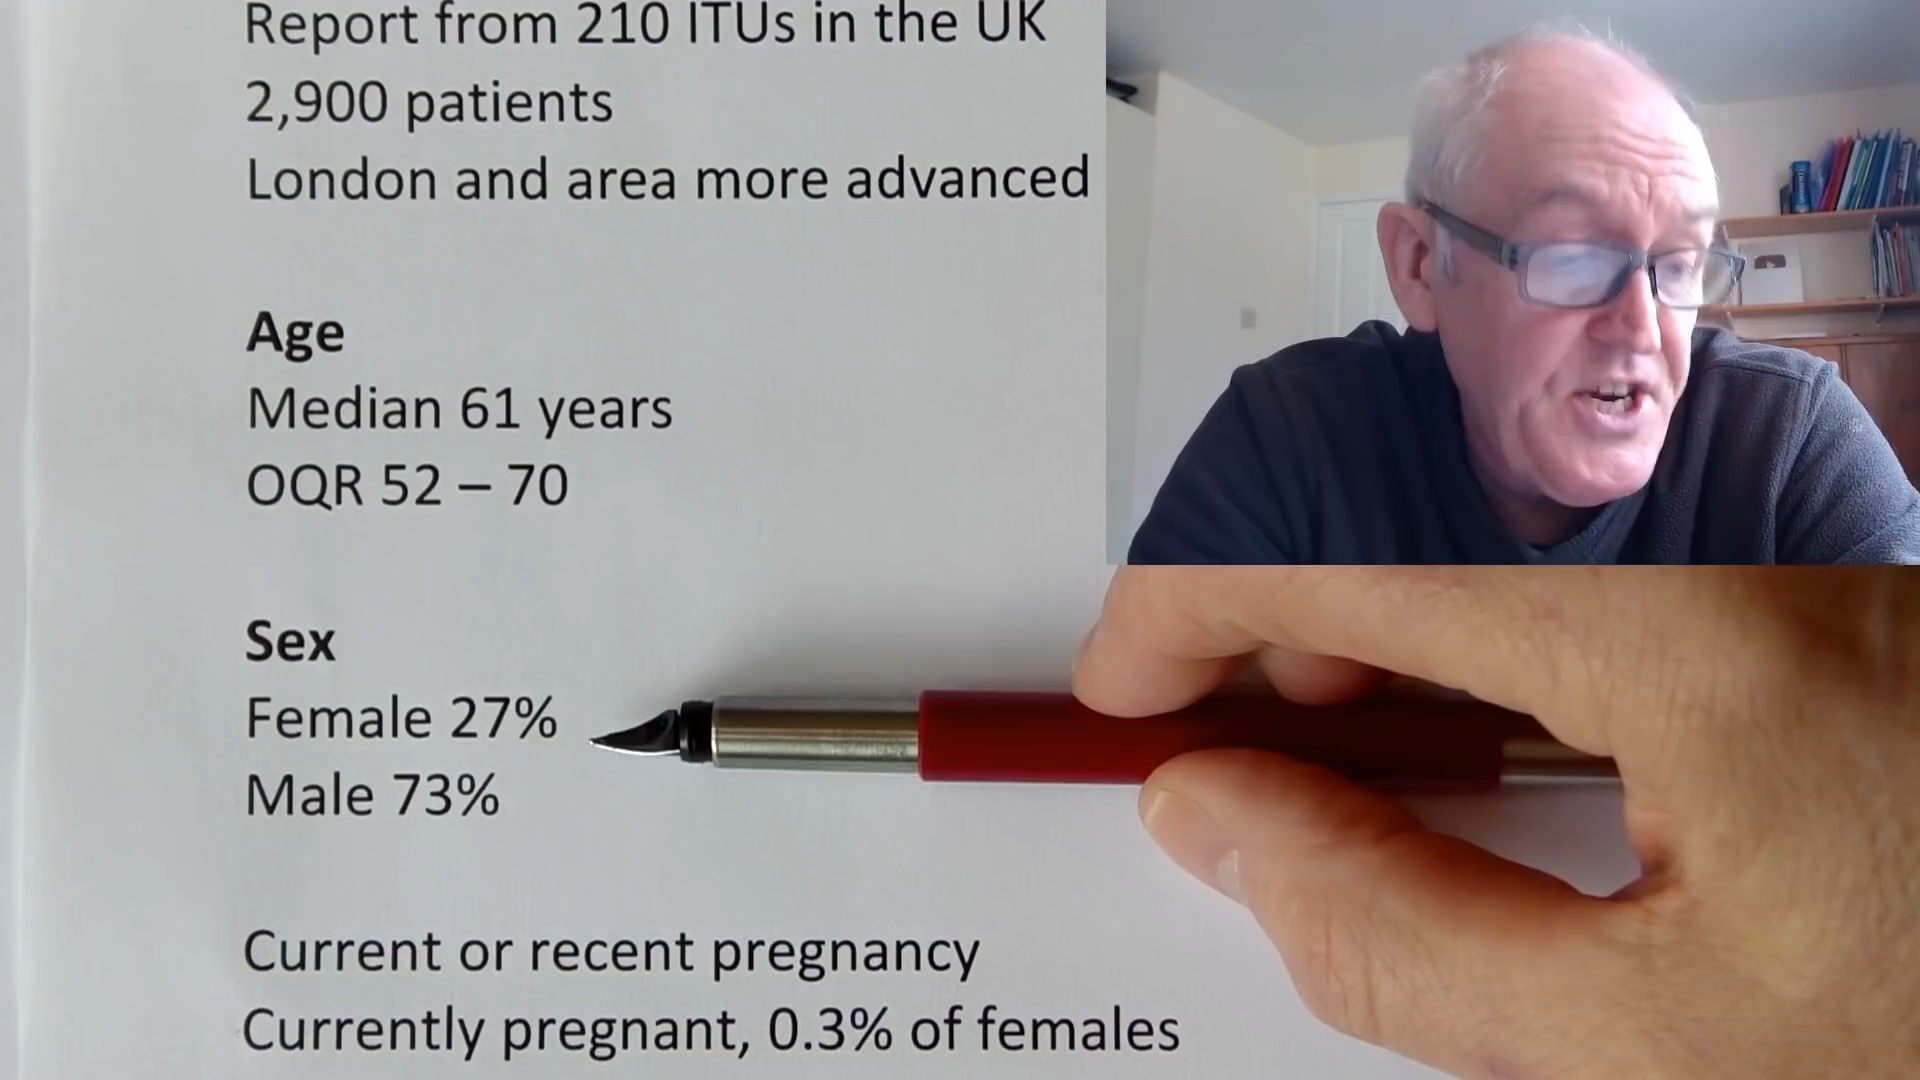 Report from 210 ITUs in the UK
2,900 patients
London and area more advanced
Age
Median 61 years
OQR 52 – 70
Sex
Female 27%
Male 73%
Current or recent pregnancy
Currently pregnant, 0.3% of females